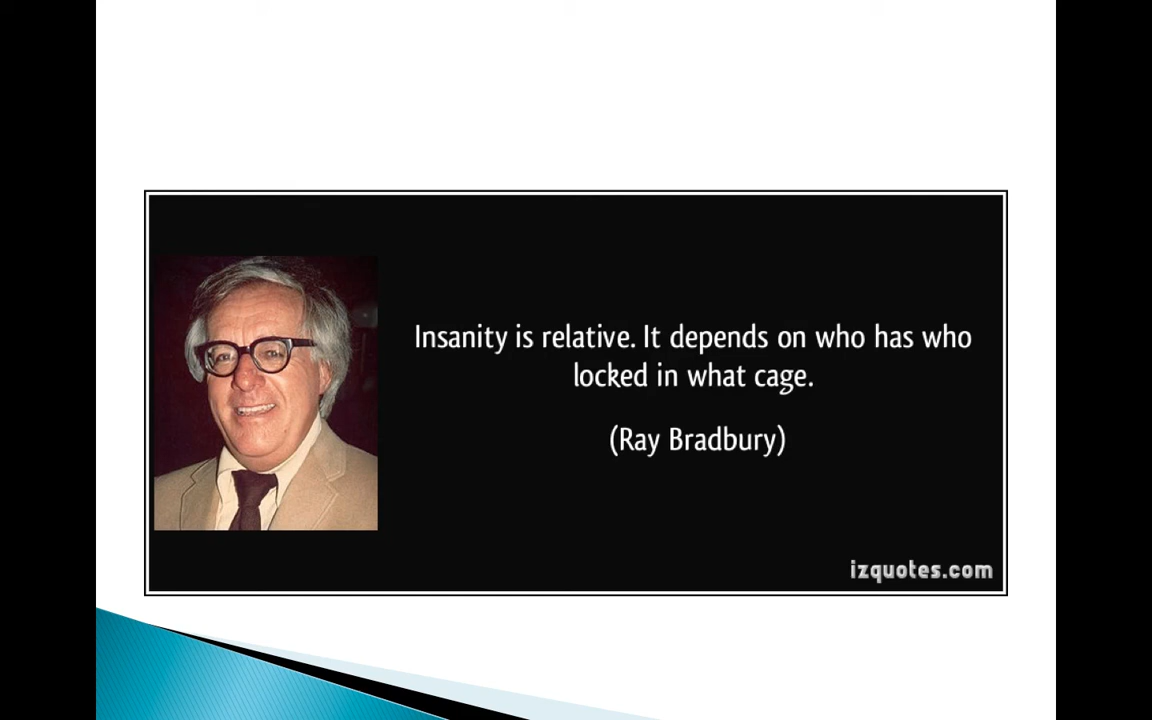 Insanity is relative. It depends on who has who
locked in what cage.
(Ray Bradbury)
izquotes.com